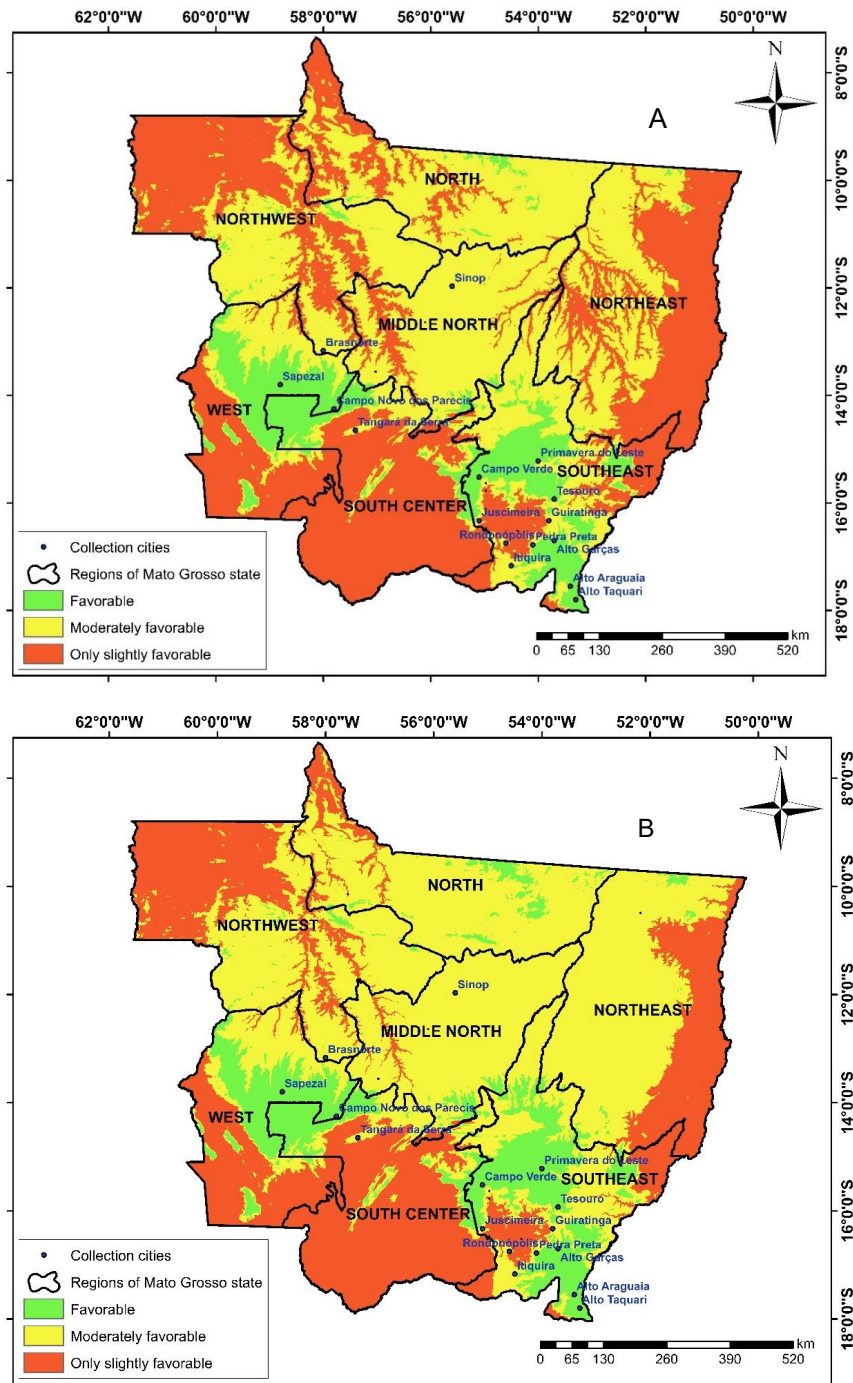 62°0'0"W 60°0'0"W 58°0'0"W 56°0'0"W 54°0'0"W 52°0'0"W 50°0'0"W
N
A
8°0'0"S
10°0'0"S
12°0'0"S
14°0'0"S
16°0'0"S
18°0'0"S
NORTH
NORTHWEST
Sinop
NORTHEAST
MIDDLE NORTH
Brasnorte
Sapezal
WEST
Campo Novo dos Parecis
Tangará da Serra
Primavera do Leste
Campo Verde
SOUTHEAST
SOUTH CENTER
Tesouro
Juscimeira
Guiratinga
Rondonópolis
Pedra Preta
Alto Garças
Itiquira
Alto Araguaia
Alto Taquari
Collection cities
Regions of Mato Grosso state
Favorable
Moderately favorable
Only slightly favorable
km
0 65 130 260 390 520
62°0'0"W 60°0'0"W 58°0'0"W 56°0'0"W 54°0'0"W 52°0'0"W 50°0'0"W
N
B
8°0'0"S
10°0'0"S
12°0'0"S
14°0'0"S
16°0'0"S
18°0'0"S
NORTH
NORTHWEST
Sinop
NORTHEAST
MIDDLE NORTH
Brasnorte
Sapezal
WEST
Campo Novo dos Parecis
Tangará da Serra
Primavera do Leste
Campo Verde
SOUTHEAST
SOUTH CENTER
Tesouro
Juscimeira
Guiratinga
Rondonópolis
Pedra Preta
Alto Garças
Itiquira
Alto Araguaia
Alto Taquari
Collection cities
Regions of Mato Grosso state
Favorable
Moderately favorable
Only slightly favorable
km
0 65 130 260 390 520